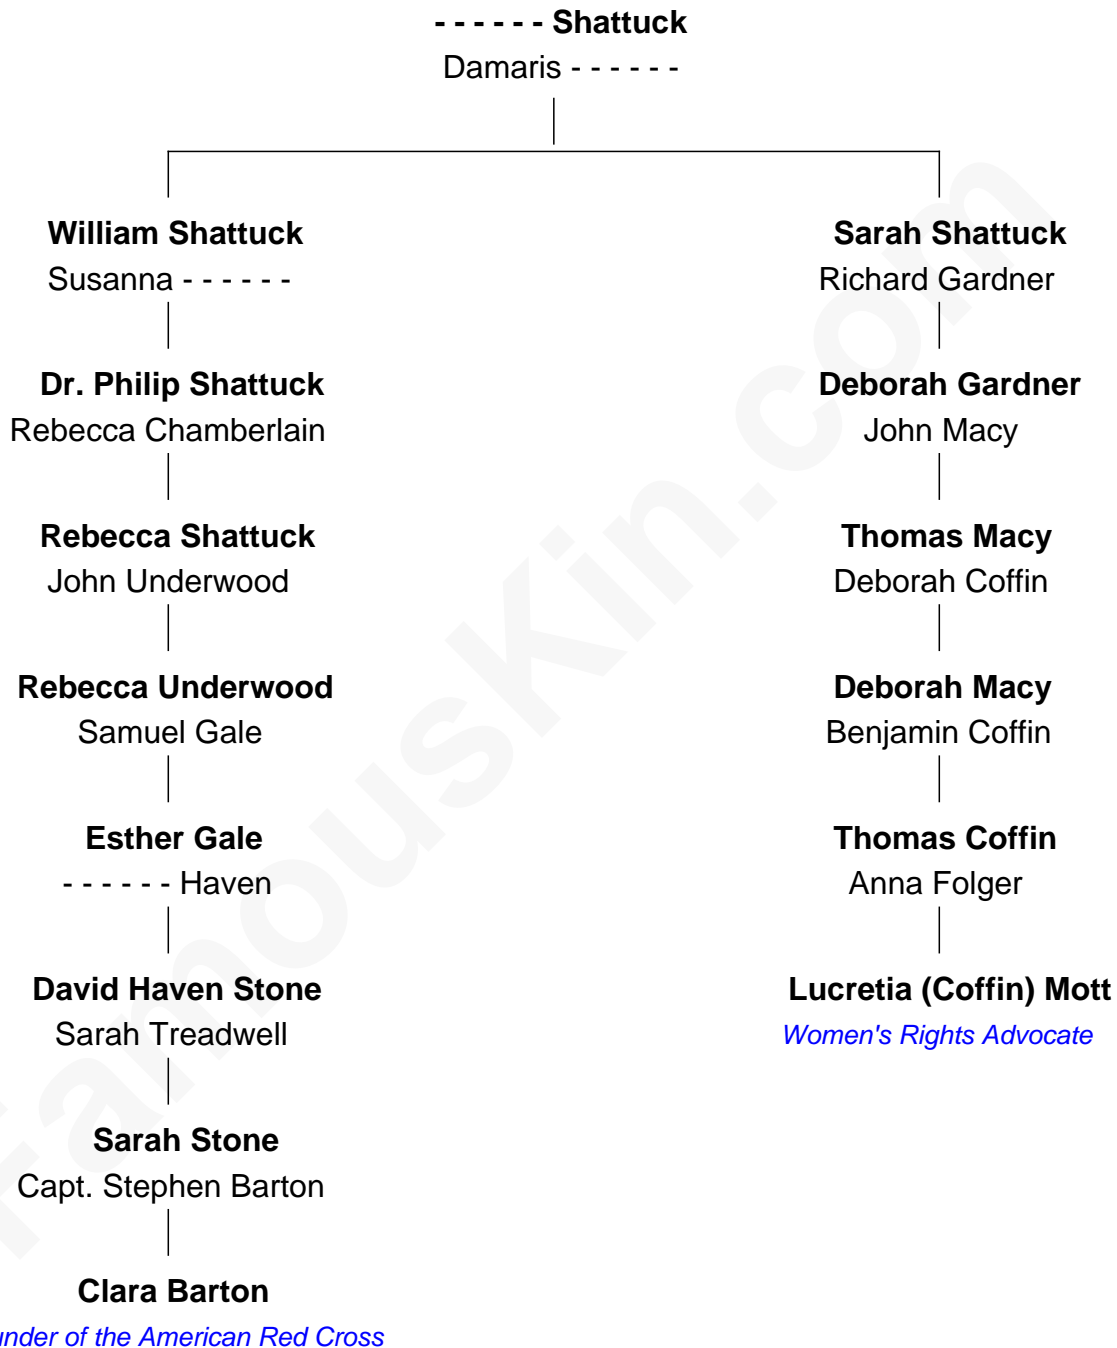 - - - - - - Shattuck
Damaris - - - - - -
William Shattuck
Susanna - - - - - -
Sarah Shattuck
Richard Gardner
Dr. Philip Shattuck
Rebecca Chamberlain
Deborah Gardner
John Macy
Rebecca Shattuck
John Underwood
Thomas Macy
Deborah Coffin
Rebecca Underwood
Samuel Gale
Deborah Macy
Benjamin Coffin
Esther Gale
- - - - - - Haven
Thomas Coffin
Anna Folger
David Haven Stone
Sarah Treadwell
Lucretia (Coffin) Mott
Women's Rights Advocate
Sarah Stone
Capt. Stephen Barton
Clara Barton
under of the American Red Cross
FamousKin.com